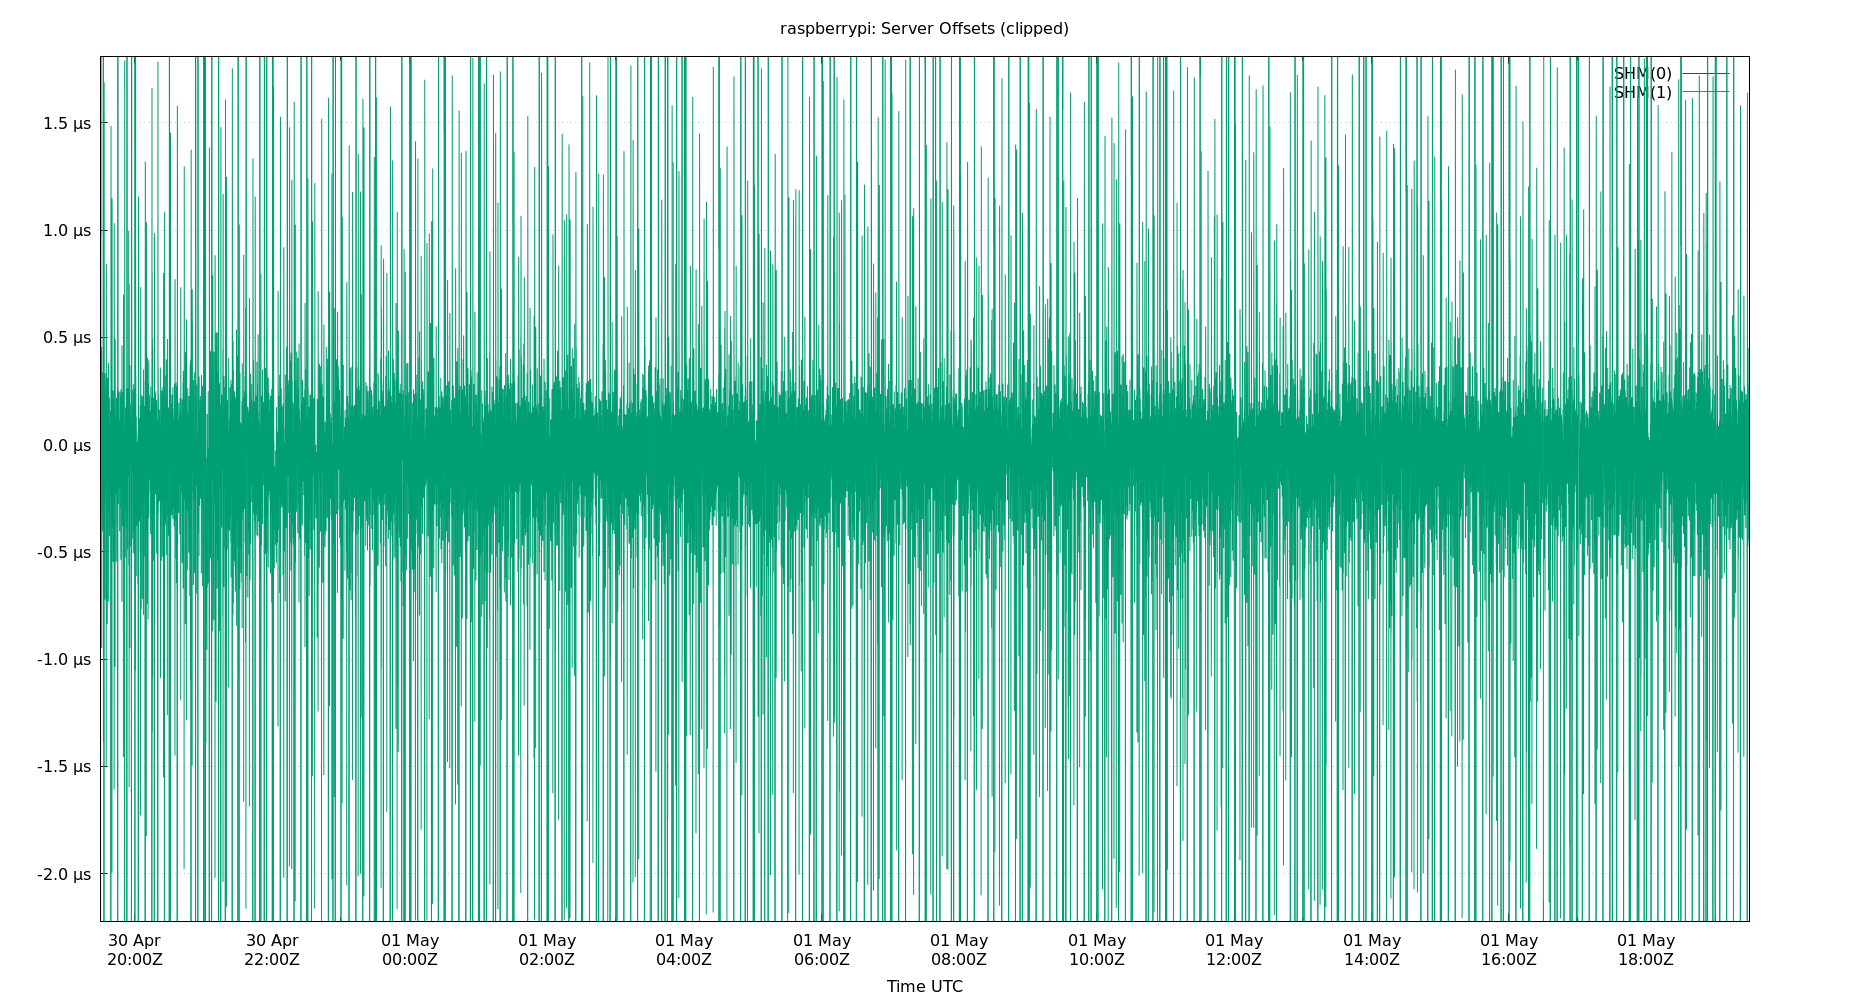 raspberrypi: Server Offsets (clipped)
SHM(0)
SHM(1)
1.5 µs
1.0 µs
0.5 µs
0.0 µs
-0.5 µs
-1.0 µs
-1.5 µs
-2.0 µs
30 Apr 30 Apr 01 May 01 May 01 May 01 May 01 May 01 May 01 May 01 May 01 May 01 May
20:00Z 22:00Z 00:00Z 02:00Z 04:00Z 06:00Z 08:00Z 10:00Z 12:00Z 14:00Z 16:00Z 18:00Z
Time UTC